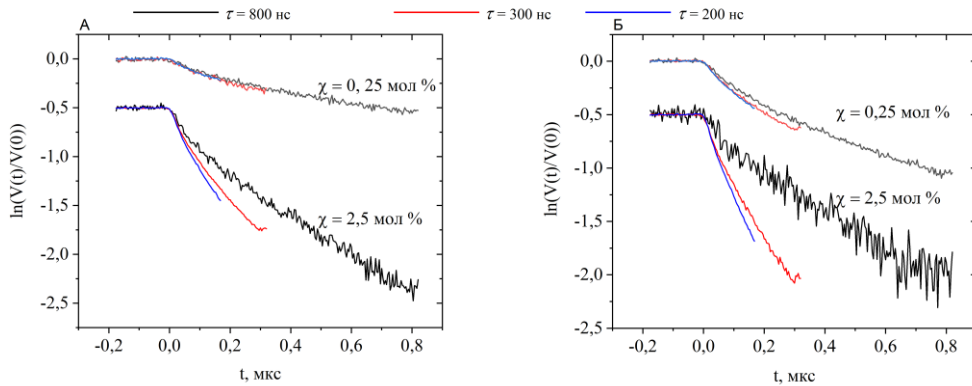 τ = 800 нс τ = 300 нс τ = 200 нс
А
ln(V(t)/V(0))
0,0
-0,5
-1,0
-1,5
-2,0
-2,5
χ = 0, 25 мол %
χ = 2,5 мол %
-0,2 0,0 0,2 0,4 0,6 0,8
t, мкс
Б
ln(V(t)/V(0))
0,0
-0,5
-1,0
-1,5
-2,0
-2,5
χ = 0,25 мол %
χ = 2,5 мол %
-0,2 0,0 0,2 0,4 0,6 0,8
t, мкс